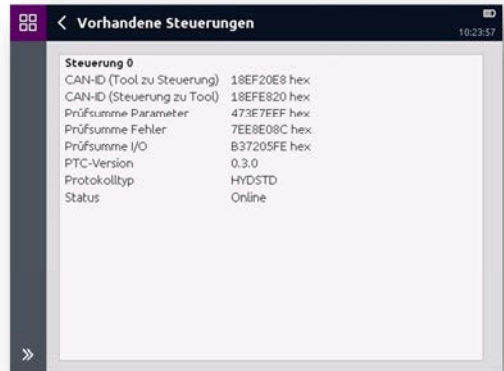 Vorhandene Steuerungen
10:23:57
Steuerung 0
CAN-ID (Tool zu Steuerung) 18EF20E8 hex
CAN-ID (Steuerung zu Tool) 18EFE820 hex
Prüfsumme Parameter 473E7EEF hex
Prüfsumme Fehler 7EE8E08C hex
Prüfsumme I/O B37205FE hex
PTC-Version 0.3.0
Protokolltyp HYDSTD
Status Online